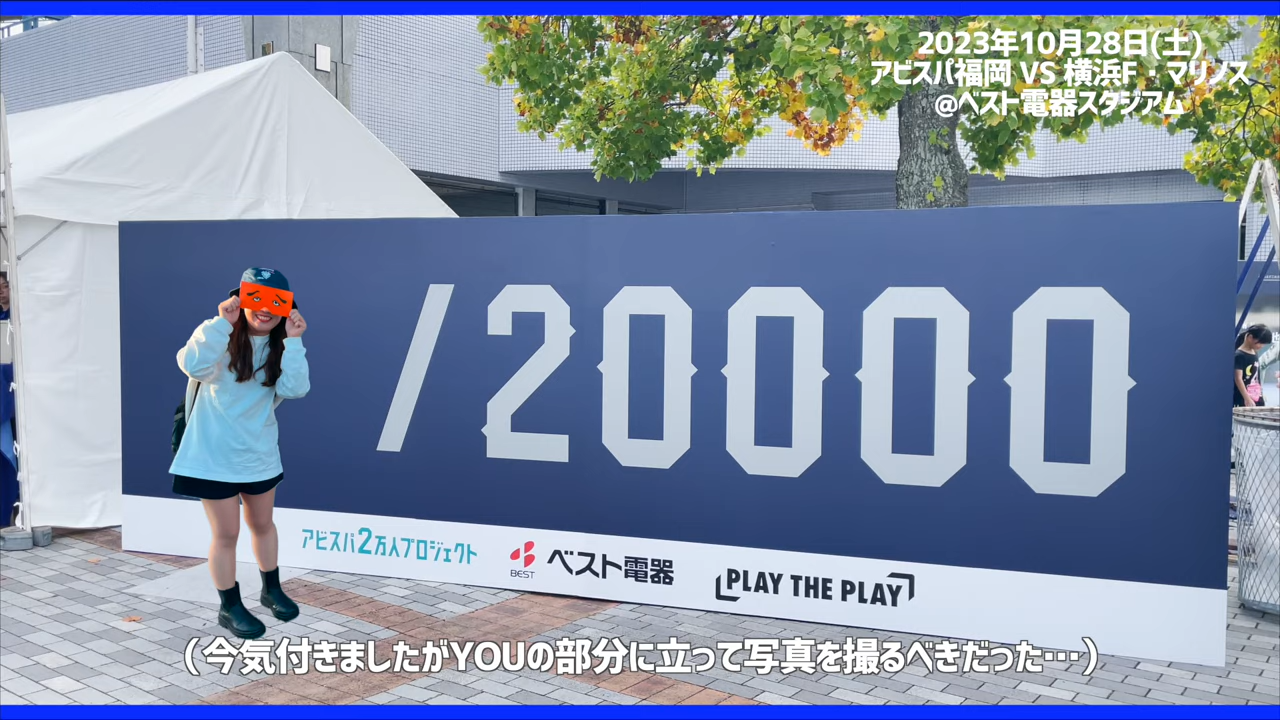 2023年10月28日(土)
アビスパ福岡 VS 横浜F・マリノス
@ベスト電器スタジアム
/20000
アビスパ2万人プロジェクト
BEST
ベスト電器
PLAY THE PLAY
(今気付きましたがYOUの部分に立って写真を撮るべきだった…)